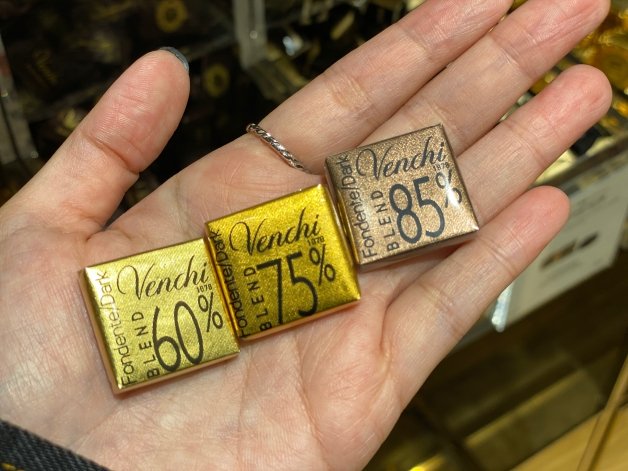 Fondente/Dark
BLEND
Venchi
1878
60%
Fondente/Dark
BLEND
Venchi
1878
75%
Fondente/Dark
BLEND
Venchi
85%